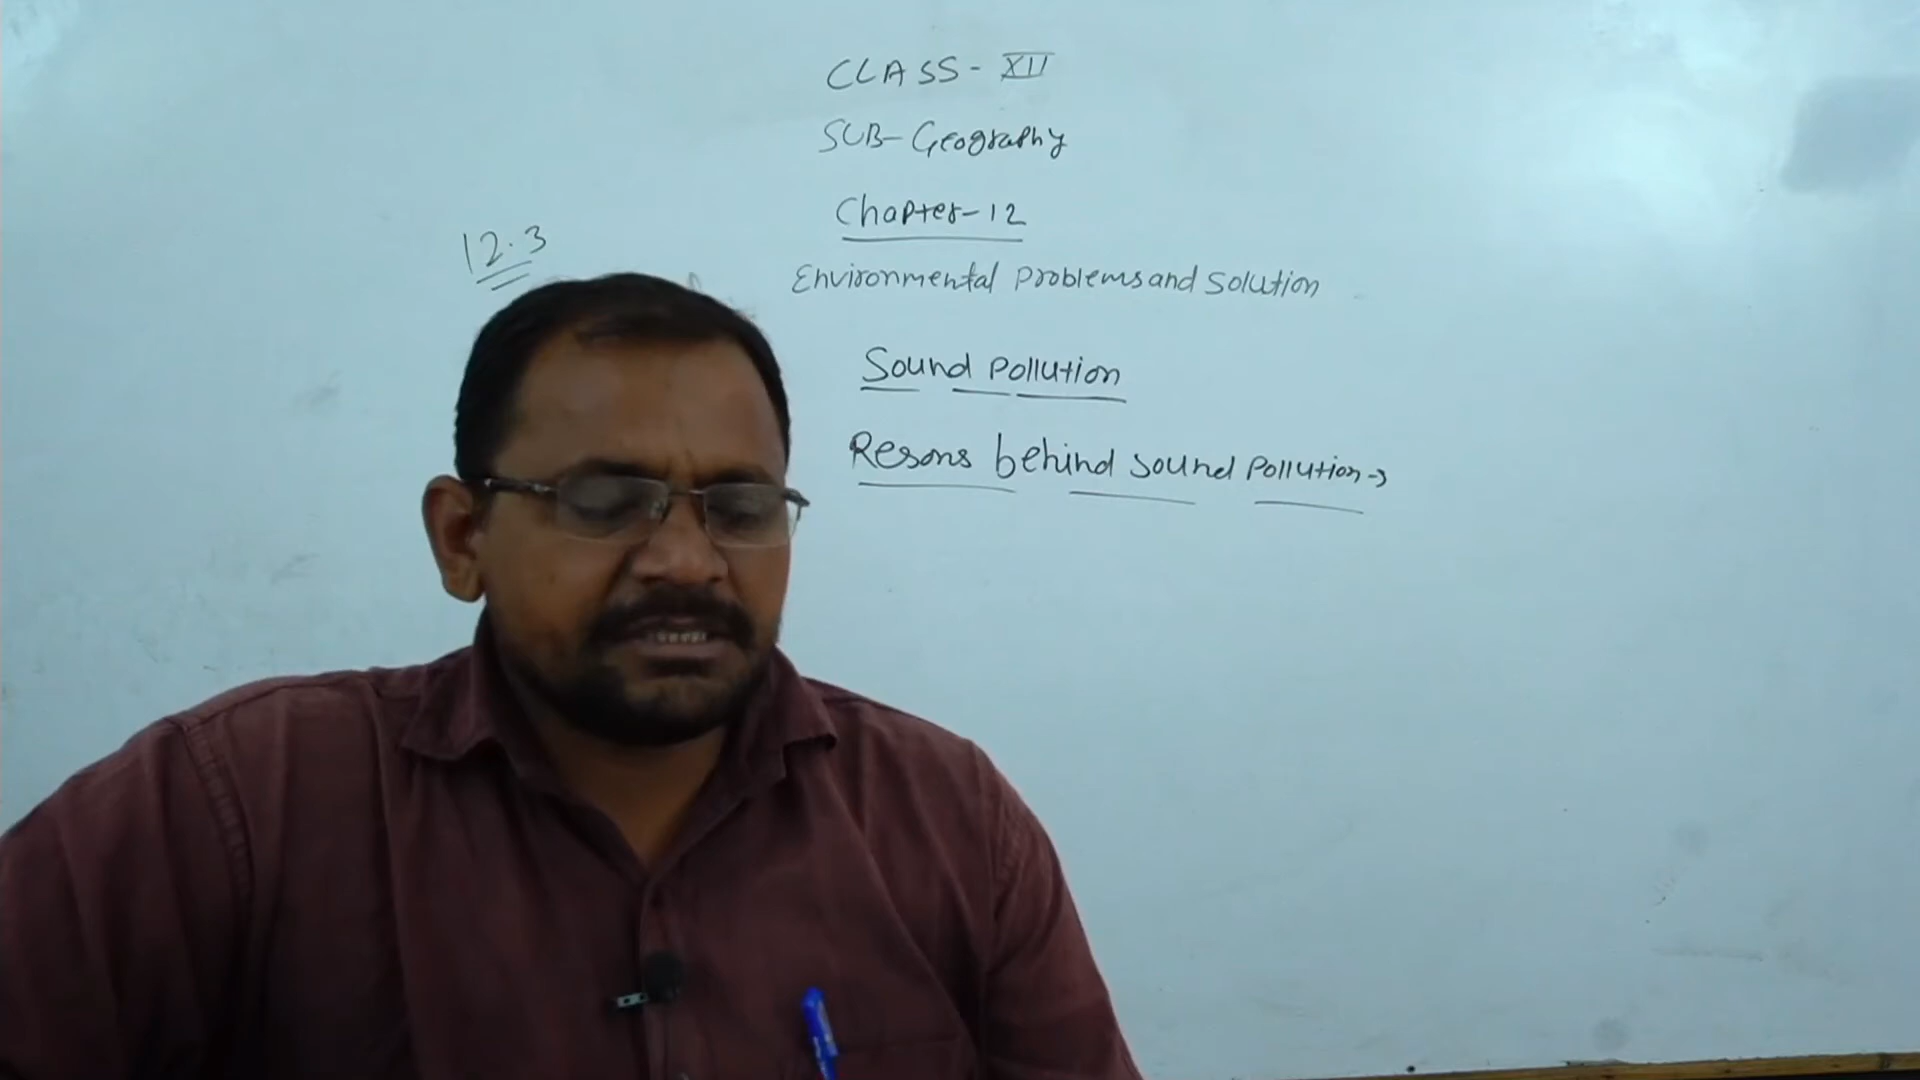 CLASS - XII
SUB- Geography
Chapter-12
12.3
Environmental Problems and Solution
Sound Pollution
Resons behind sound Pollution→